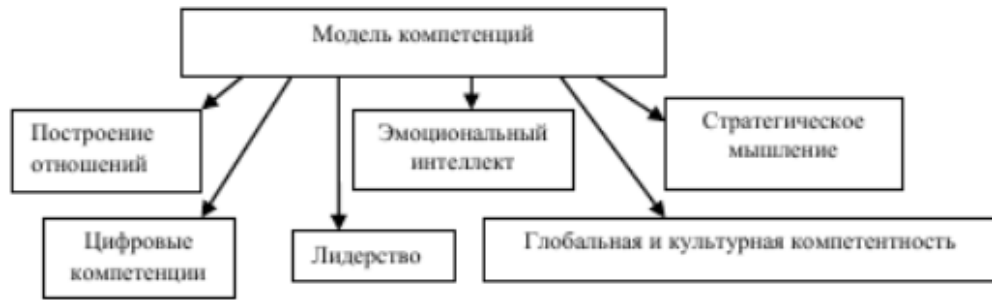 Модель компетенций
Построение
отношений
Эмоциональный
интеллект
Стратегическое
мышление
Цифровые
компетенции
Лидерство
Глобальная и культурная компетентность